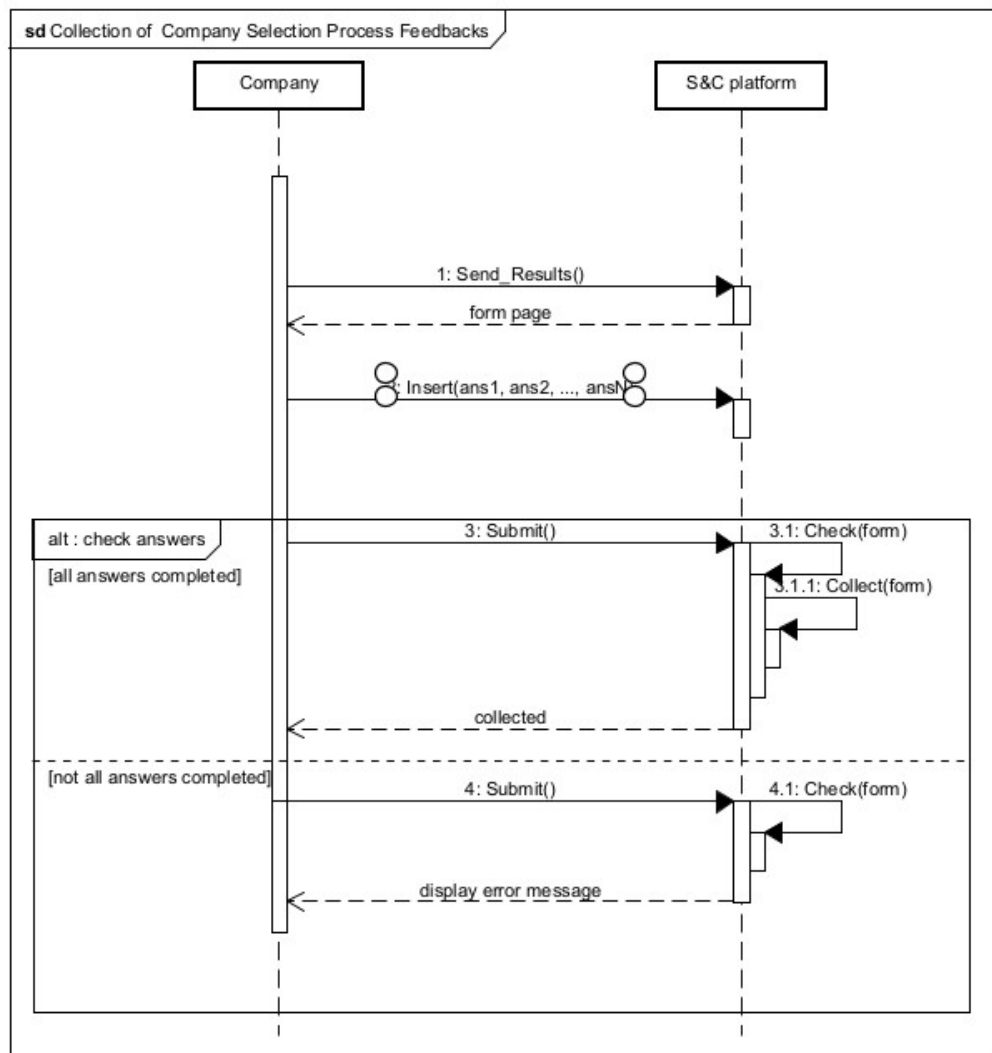 sd Collection of Company Selection Process Feedbacks
Company
S&C platform
1: Send_Results()
form page
: Insert(ans1, ans2, ..., ansN
alt : check answers
3: Submit()
3.1: Check(form)
[all answers completed]
3.1.1: Collect(form)
collected
[not all answers completed]
4: Submit()
4.1: Check(form)
display error message